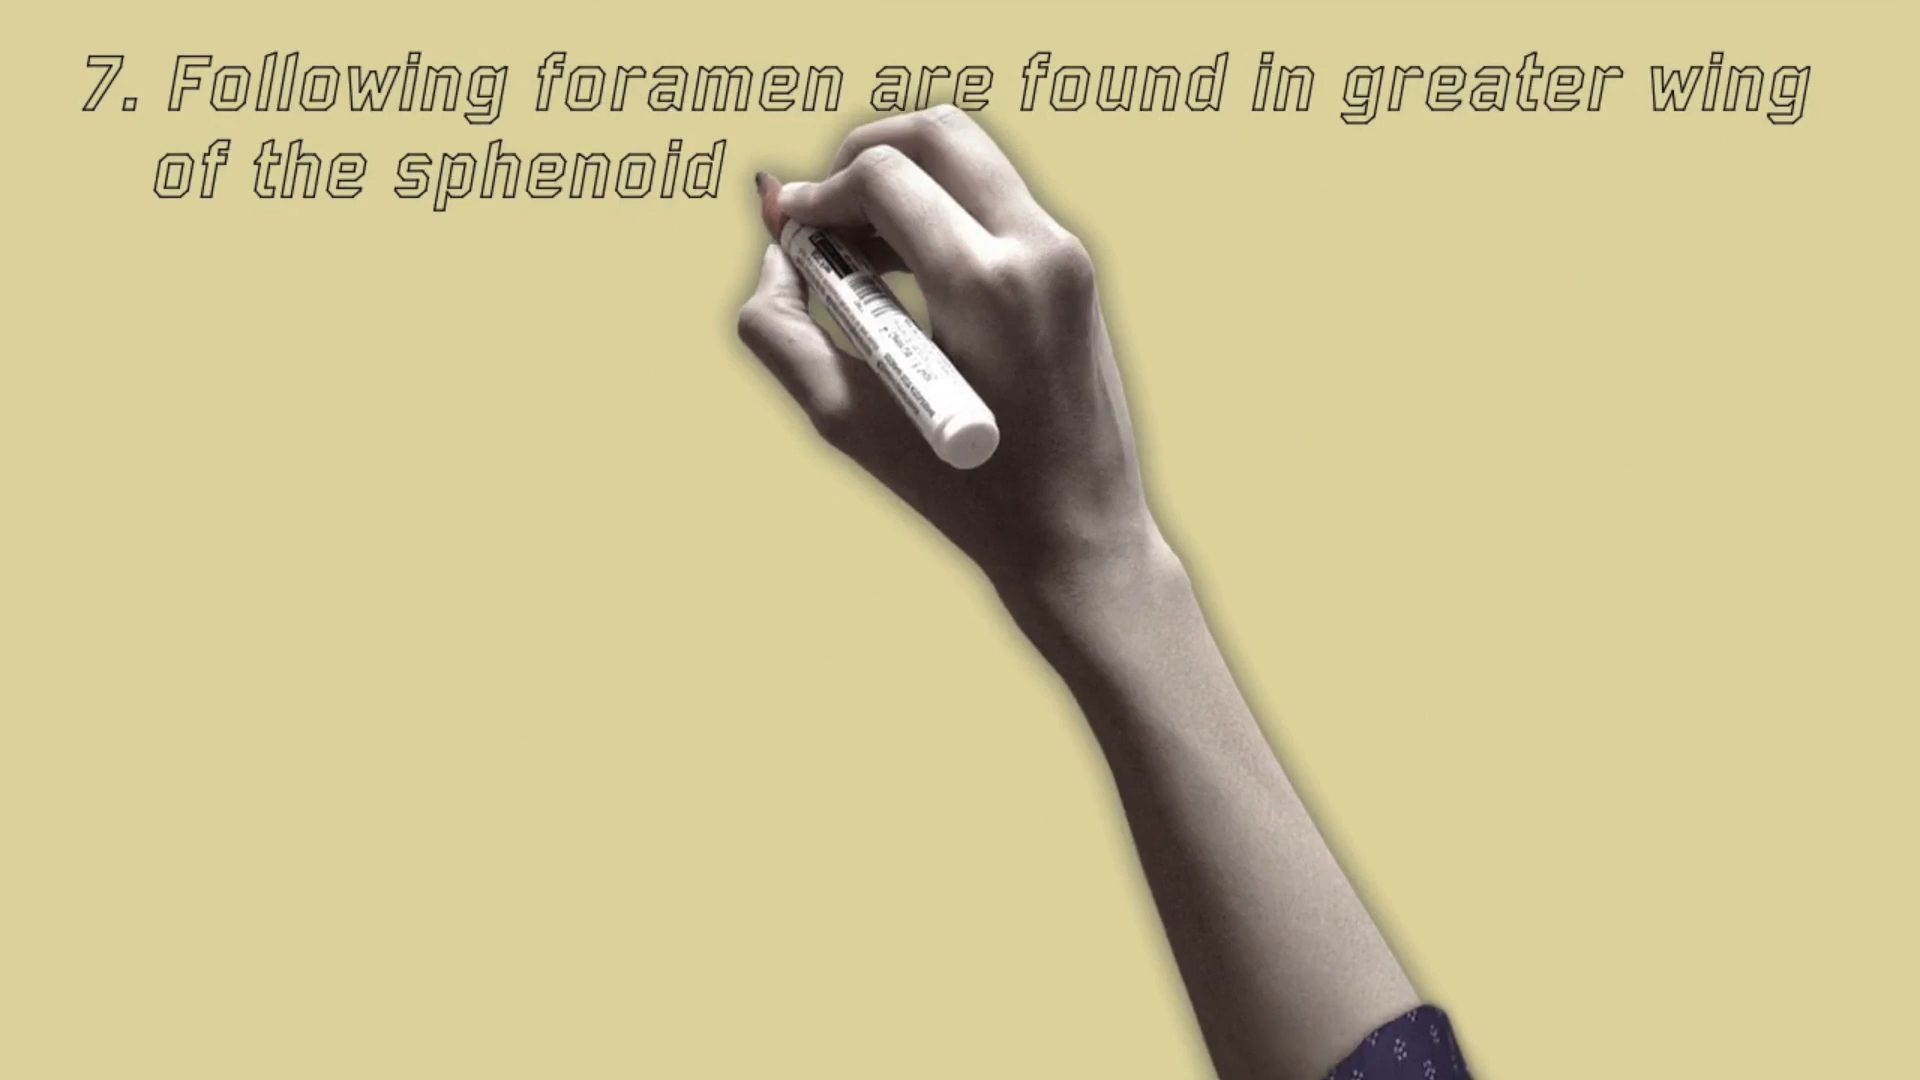 7. Following foramen are found in greater wing
of the sphenoid